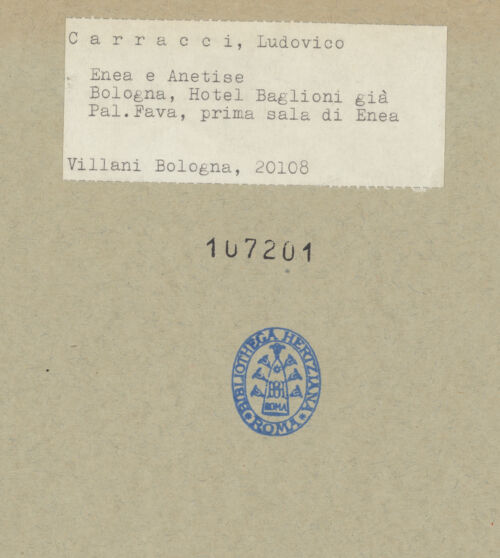 C a r r a c c i, Ludovico
Enea e Anetise
Bologna, Hotel Baglioni già
Pal.Fava, prima sala di Enea
Villani Bologna, 20108
107201
BIBLIOTHECA HERTZIANA
ROMA
ROMA